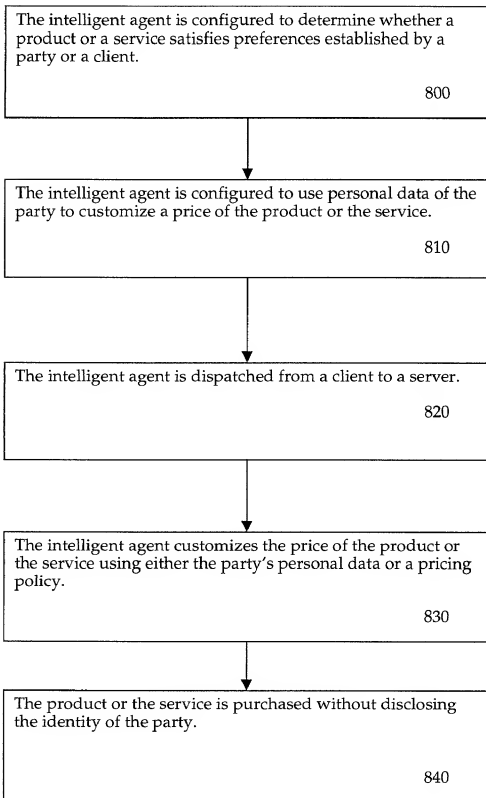 The intelligent agent is configured to determine whether a
product or a service satisfies preferences established by a
party or a client.
800
The intelligent agent is configured to use personal data of the
party to customize a price of the product or the service.
810
The intelligent agent is dispatched from a client to a server.
820
The intelligent agent customizes the price of the product or
the service using either the party's personal data or a pricing
policy.
830
The product or the service is purchased without disclosing
the identity of the party.
840